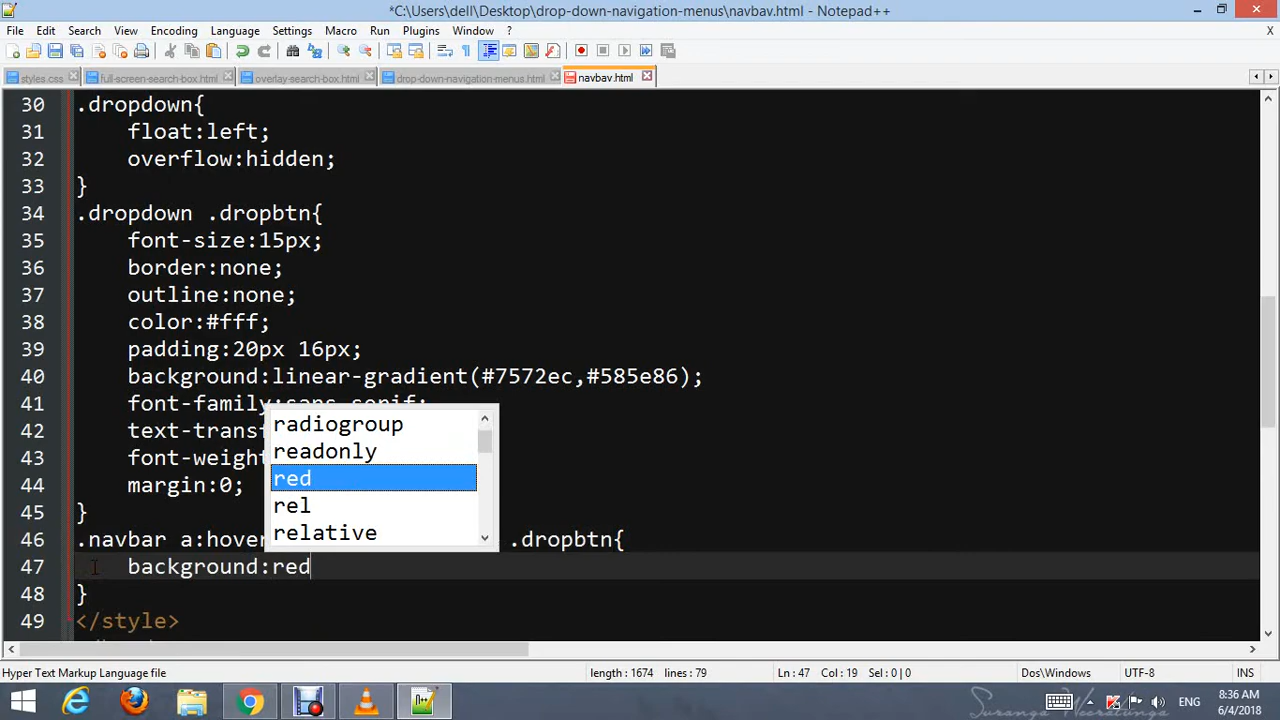 *C:\Users\dell\Desktop\drop-down-navigation-menus\navbav.html - Notepad++
File Edit Search View Encoding Language Settings Macro Run Plugins Window ? X
styles.css full-screen-search-box.html overlay-search-box.html drop-down-navigation-menus.html navbav.html
30 .dropdown{
31 float:left;
32 overflow:hidden;
33 }
34 .dropdown .dropbtn{
35 font-size:15px;
36 border:none;
37 outline:none;
38 color:#fff;
39 padding:20px 16px;
40 background:linear-gradient(#7572ec,#585e86);
41 font-family:sans-serif;
42 text-transf
43 font-weight
44 margin:0;
45 }
46 .navbar a:hover .dropbtn{
47 background:red
48 }
49 </style>
radiogroup
readonly
red
rel
relative
Hyper Text Markup Language file length : 1674 lines : 79 Ln : 47 Col : 19 Sel : 0 | 0 Dos\Windows UTF-8 INS
Suranga Neeratunga
ENG
8:36 AM
6/4/2018